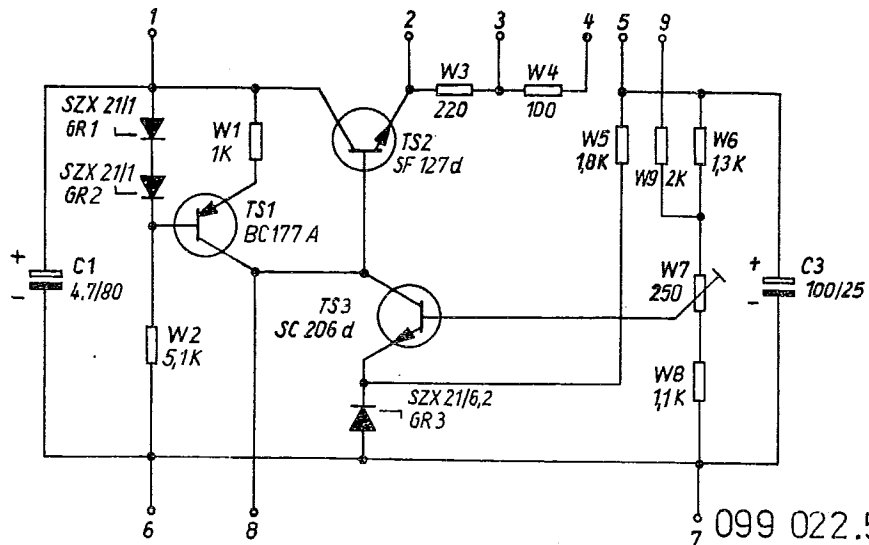 1
2
3
4
5
9
SZX 21/1
GR1
W1
1K
TS2
SF 127d
W3
220
W4
100
W5
1,8K
W9 2K
W6
1,3K
SZX 21/1
GR2
TS1
BC177 A
+
-
C1
4.7/80
W2
5,1K
TS3
SC 206 d
W7
250
+
-
C3
100/25
SZX 21/6,2
GR3
W8
1,1K
6
8
7
099 022.5